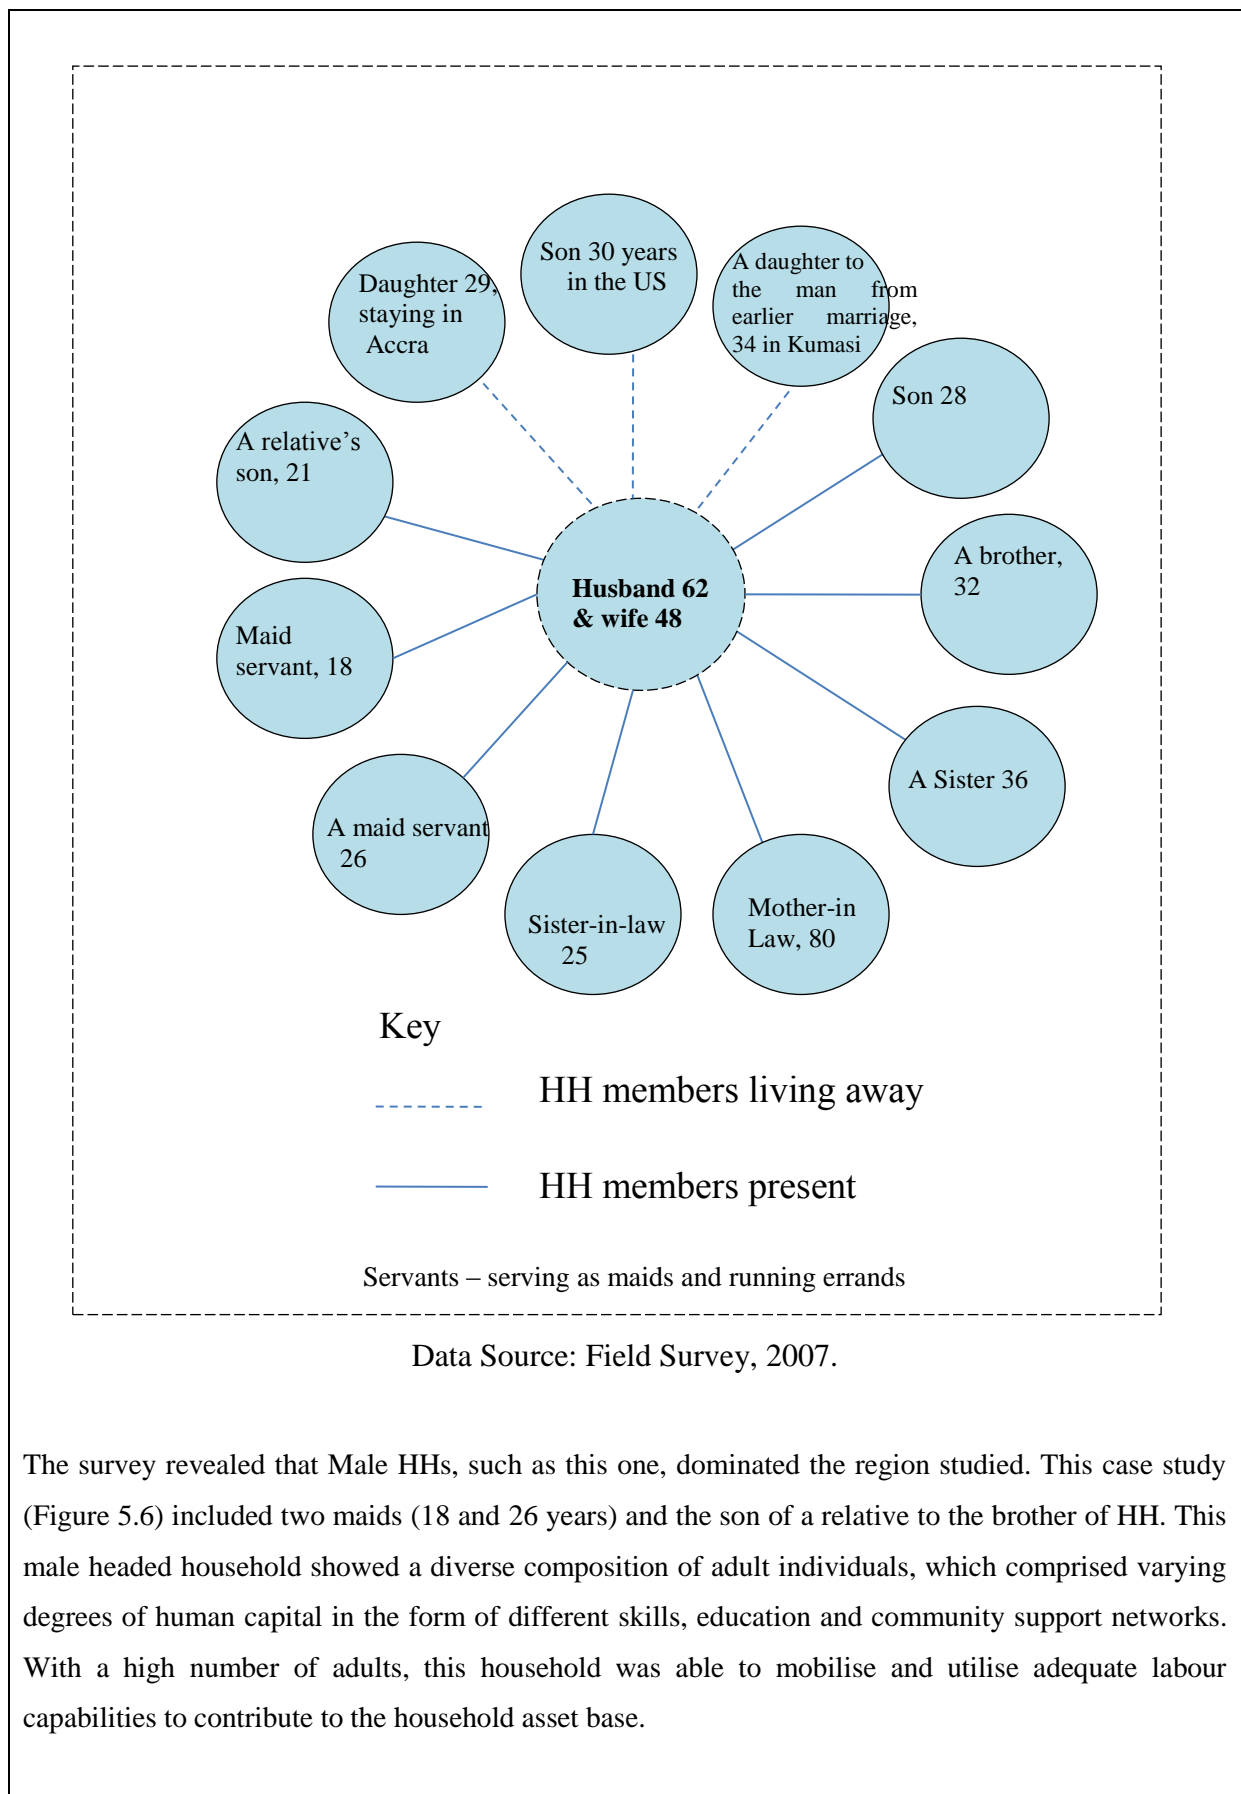 Son 30 years
in the US
A daughter to
the man from
earlier marriage,
34 in Kumasi
Daughter 29,
staying in
Accra
Son 28
A relative’s
son, 21
A brother,
32
Husband 62
& wife 48
Maid
servant, 18
A Sister 36
A maid servant
26
Mother-in
Law, 80
Sister-in-law
25
Key
HH members living away
HH members present
Servants – serving as maids and running errands
Data Source: Field Survey, 2007.
The survey revealed that Male HHs, such as this one, dominated the region studied. This case study
(Figure 5.6) included two maids (18 and 26 years) and the son of a relative to the brother of HH. This
male headed household showed a diverse composition of adult individuals, which comprised varying
degrees of human capital in the form of different skills, education and community support networks.
With a high number of adults, this household was able to mobilise and utilise adequate labour
capabilities to contribute to the household asset base.